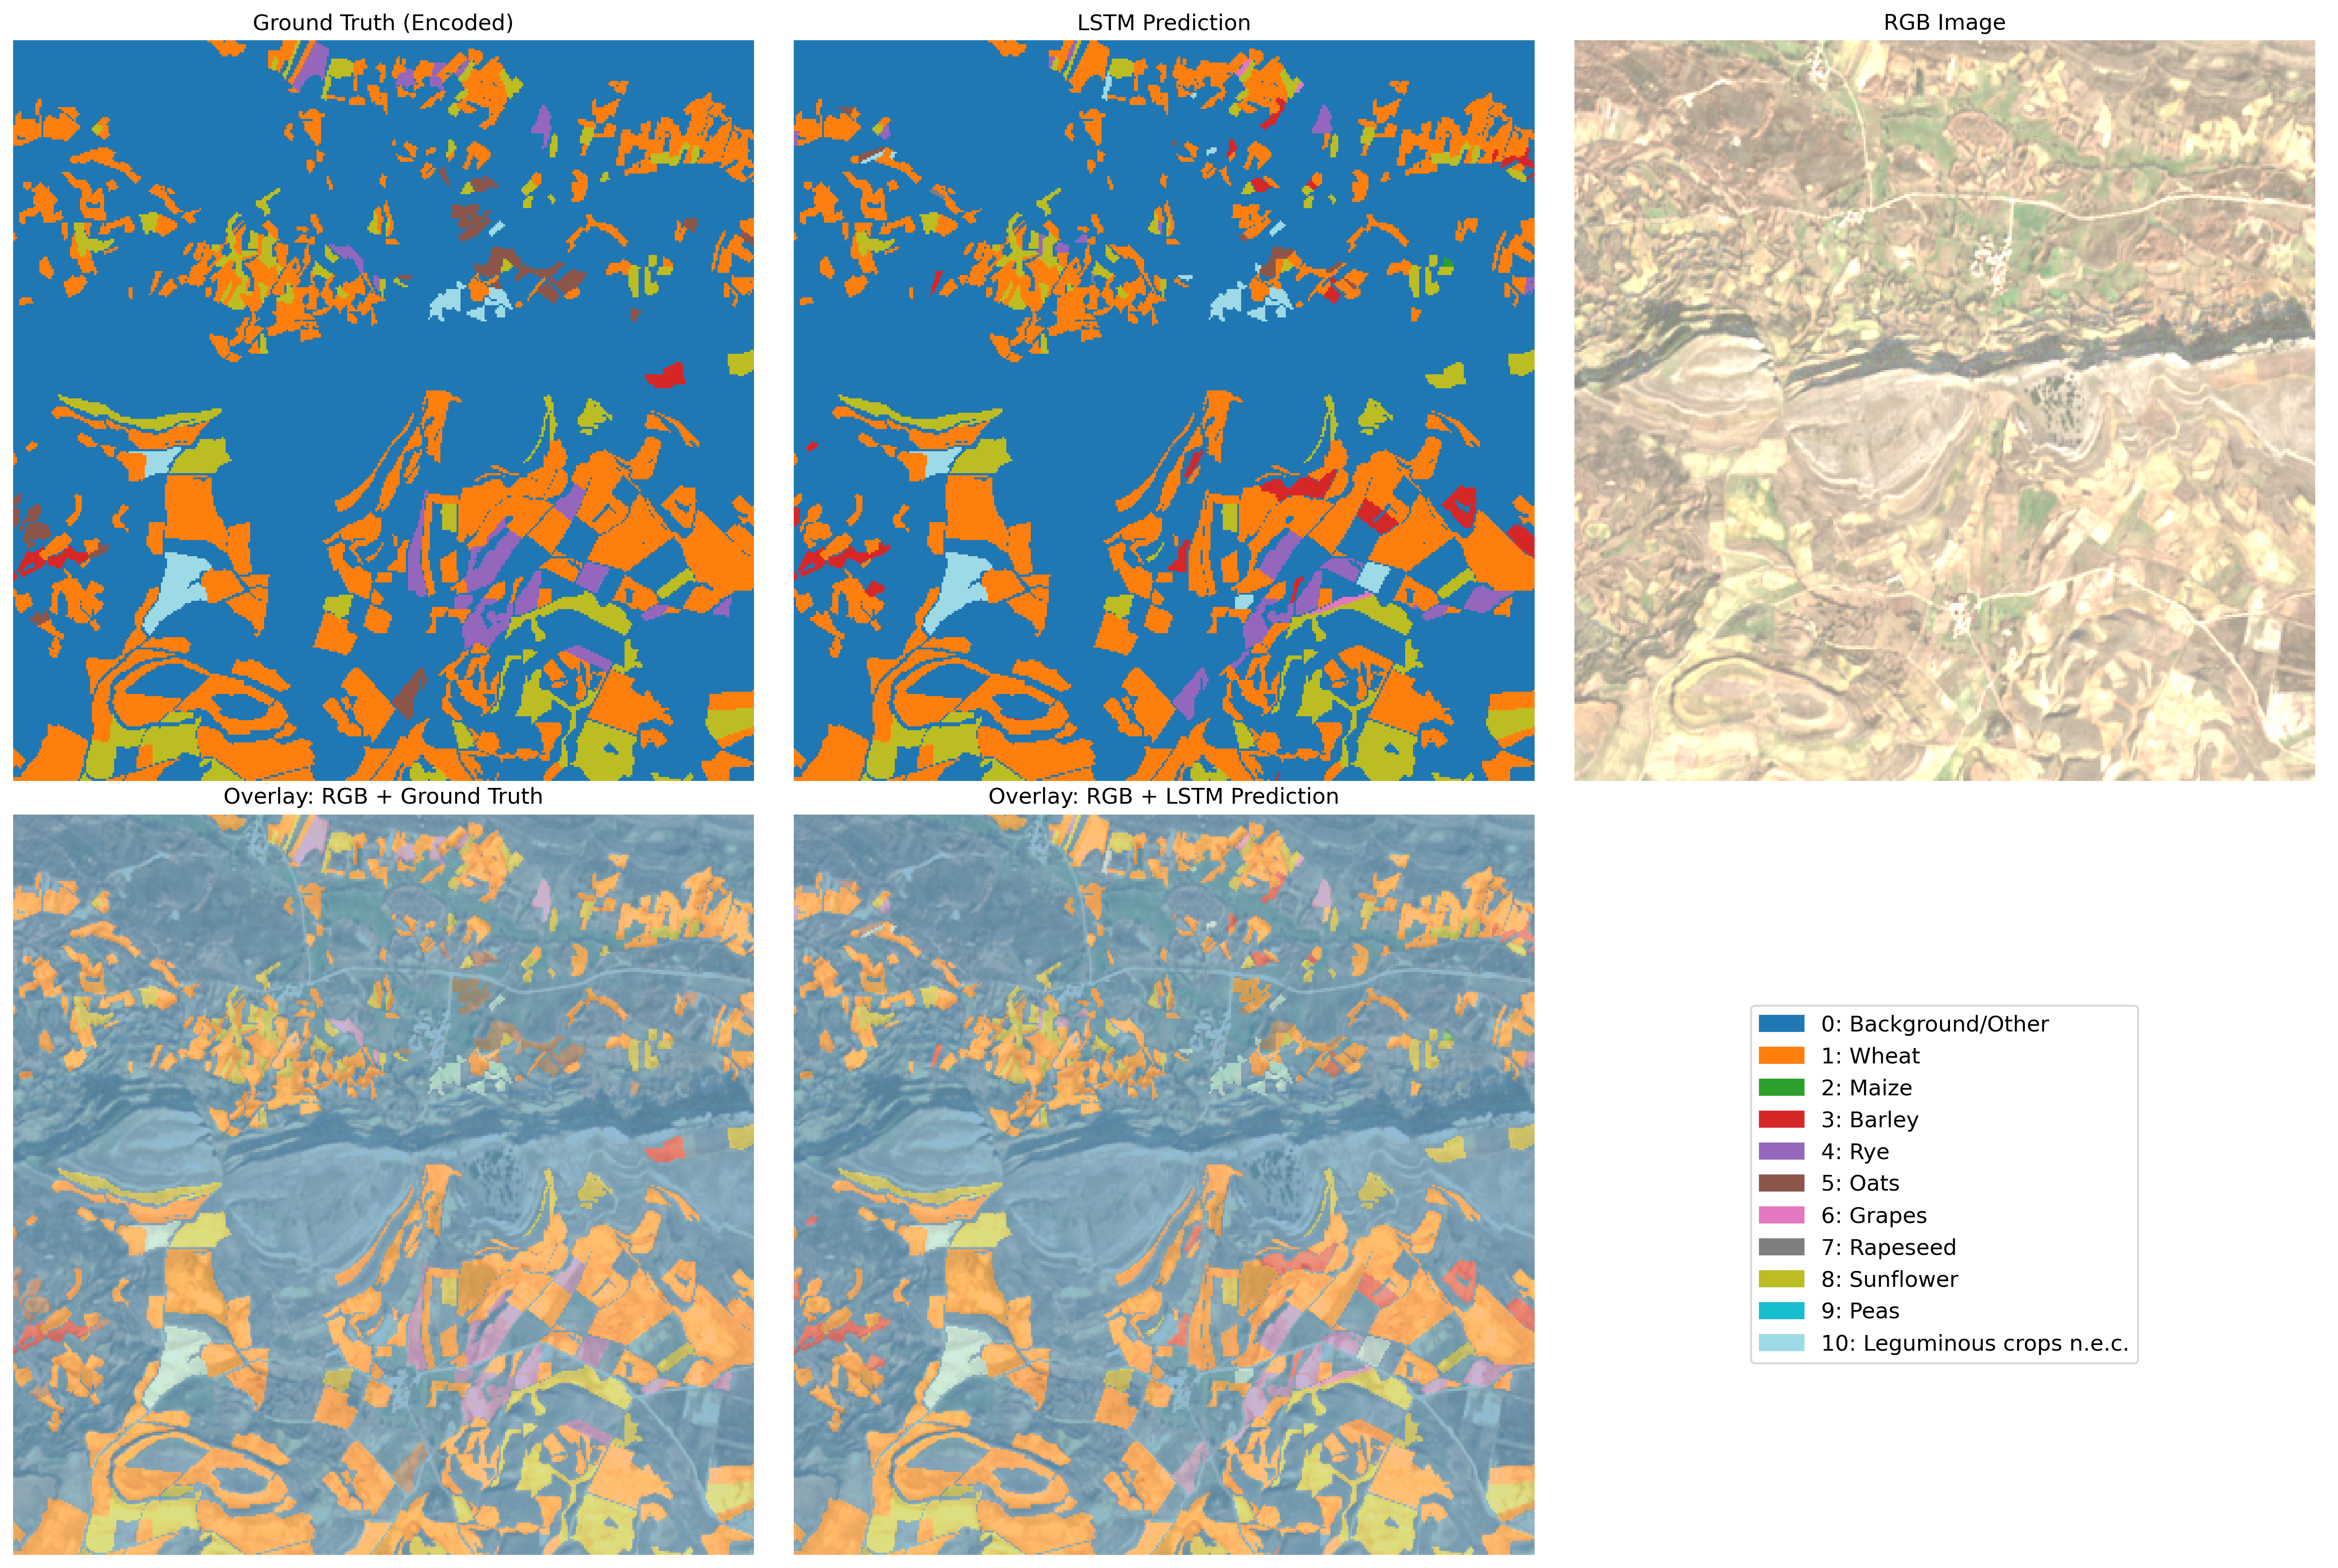 Ground Truth (Encoded)
LSTM Prediction
RGB Image
Overlay: RGB + Ground Truth
Overlay: RGB + LSTM Prediction
0: Background/Other
1: Wheat
2: Maize
3: Barley
4: Rye
5: Oats
6: Grapes
7: Rapeseed
8: Sunflower
9: Peas
10: Leguminous crops n.e.c.